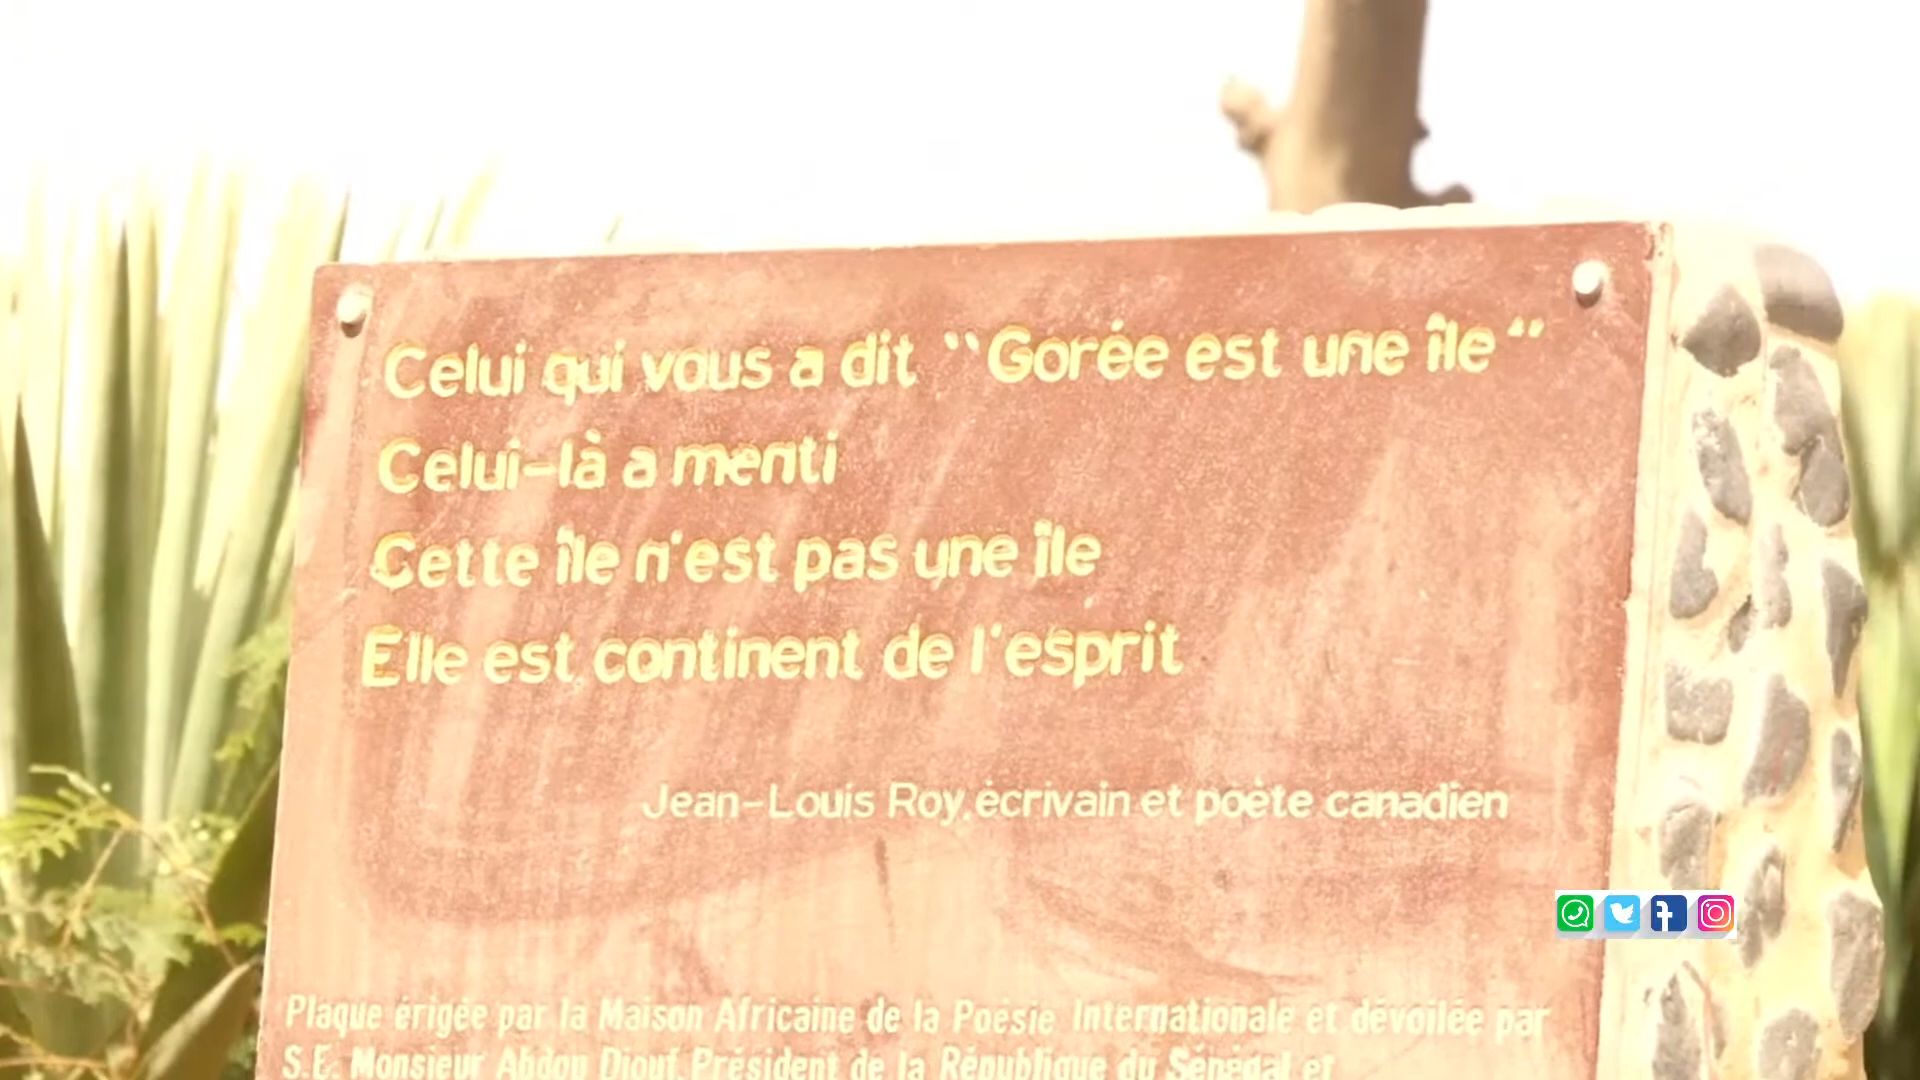 Celui qui vous a dit "Gorée est une île"
Celui-là a menti
Cette île n'est pas une île
Elle est continent de l'esprit
Jean-Louis Roy, écrivain et poète canadien
Plaque érigée par la Maison Africaine de la Poésie Internationale et dévoilée par
S.E. Monsieur Abdou Diouf, Président de la République du Sénégal et